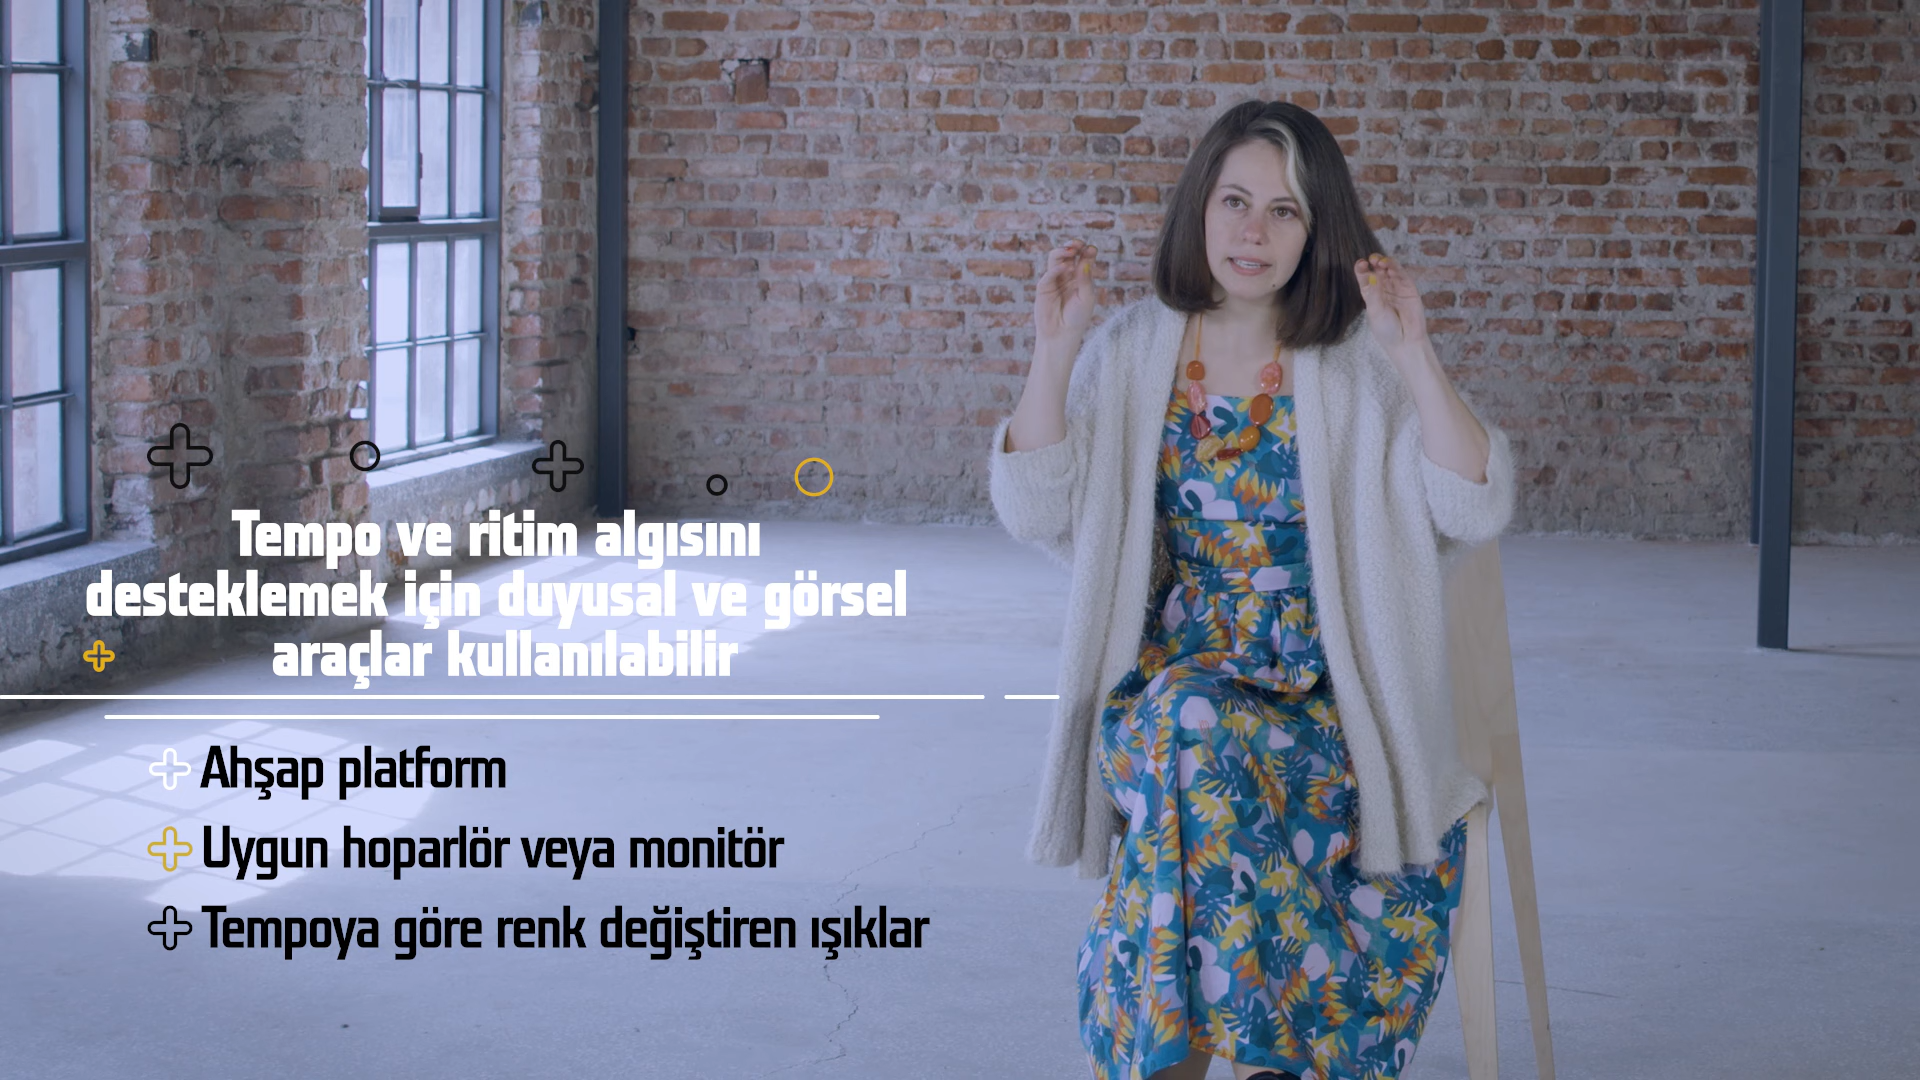 Tempo ve ritim algısını
desteklemek için duyusal ve görsel
araçlar kullanılabilir
Ahşap platform
Uygun hoparlör veya monitör
Tempoya göre renk değiştiren ışıklar